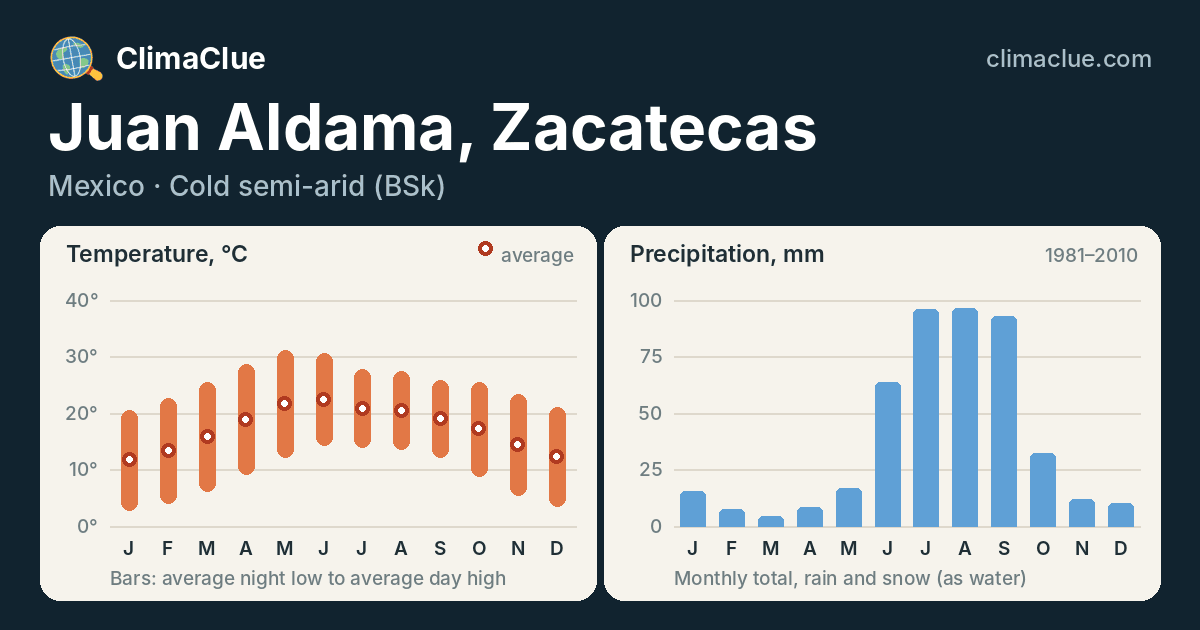 ClimaClue
climaclue.com
Juan Aldama, Zacatecas
Mexico · Cold semi-arid (BSk)
Temperature, °C
average
40°
30°
20°
10°
0°
J F M A M J J A S O N D
Bars: average night low to average day high
Precipitation, mm
1981–2010
100
75
50
25
0
J F M A M J J A S O N D
Monthly total, rain and snow (as water)